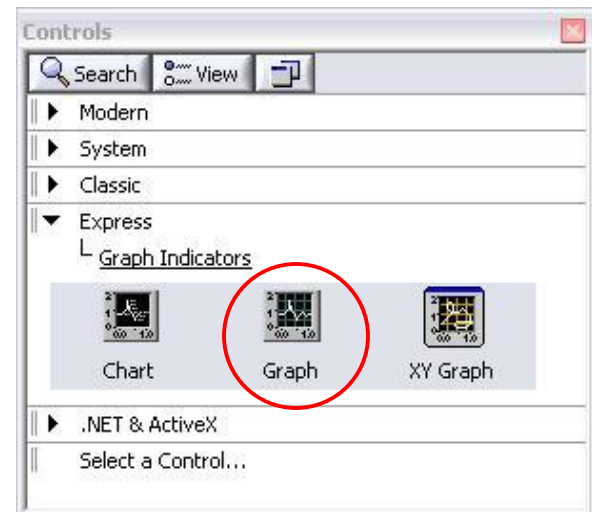 Controls
Search View
Modern
System
Classic
Express
Graph Indicators
Chart Graph XY Graph
.NET & ActiveX
Select a Control...